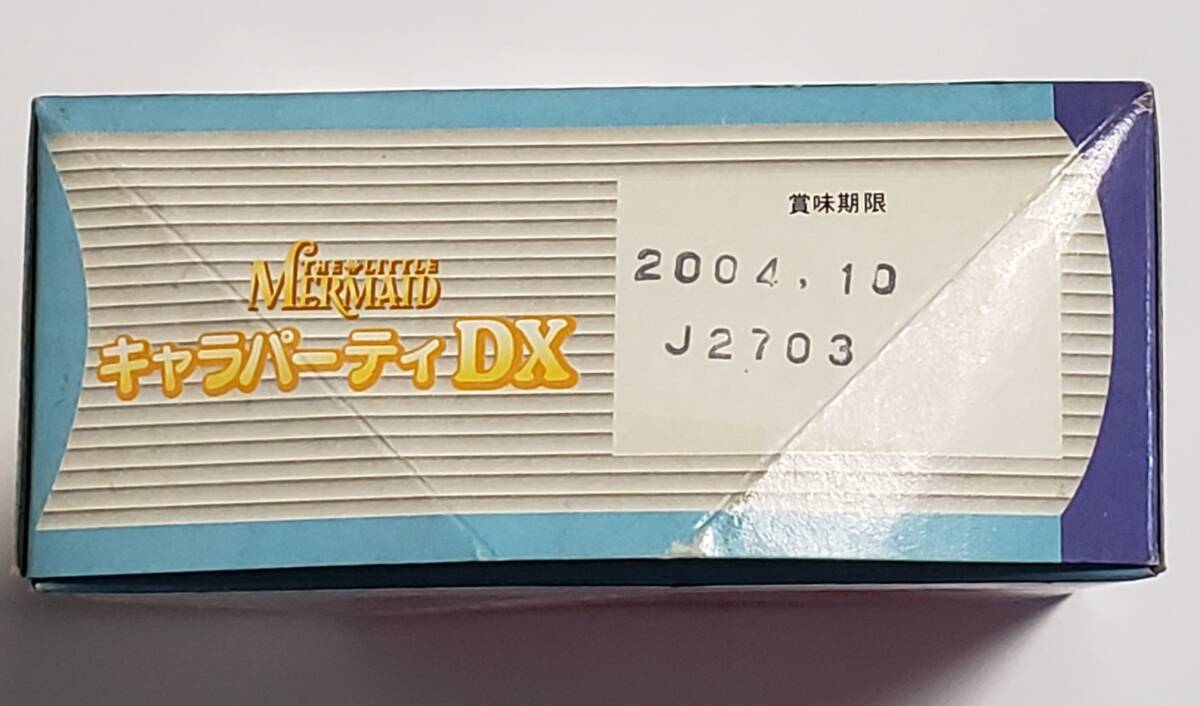 THE LITTLE
MERMAID
キャラパーティDX
賞味期限
2004.10
J2703